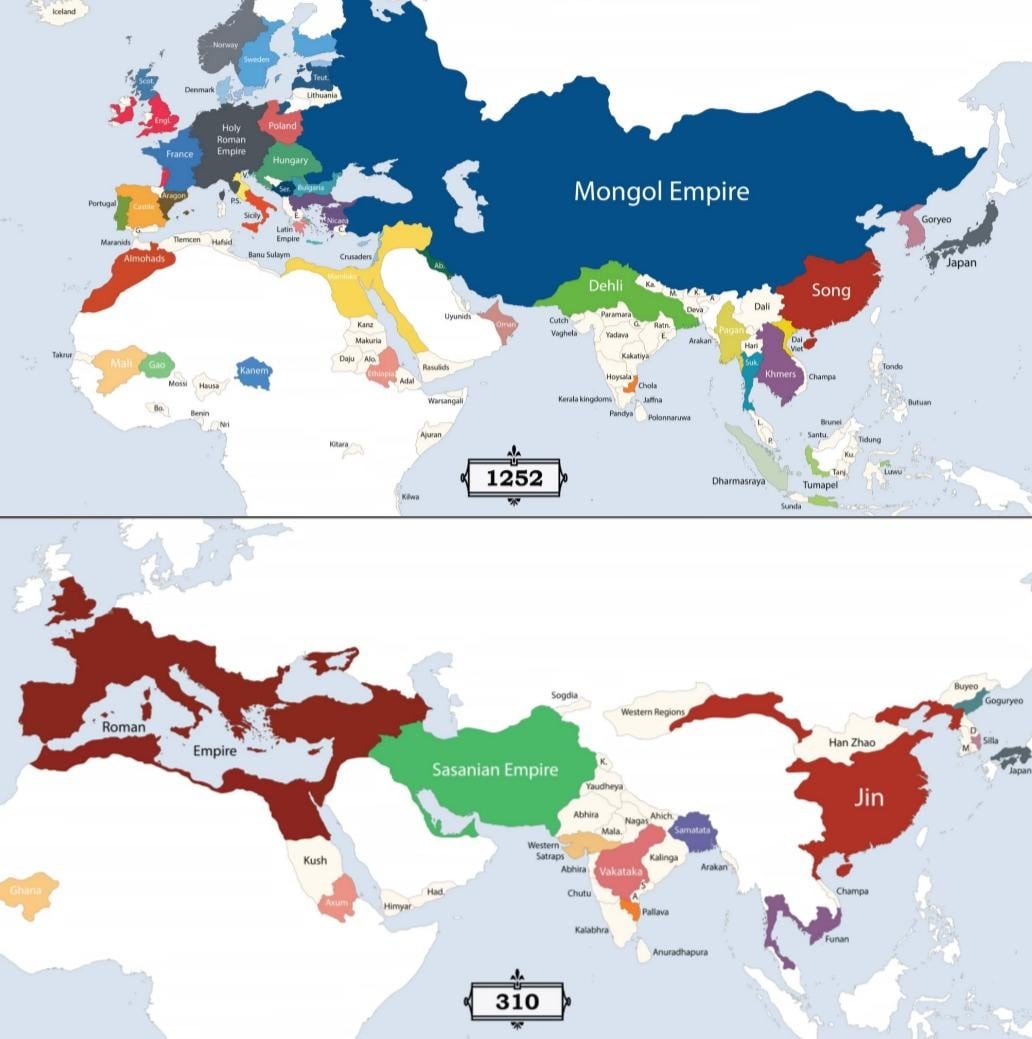 Iceland
Norway
Sweden
Scot.
Denmark
Teut.
Lithuania
Engl.
Holy
Roman
Empire
Poland
France
Hungary
Mongol Empire
Ser.
Bulgaria
Portugal
Castile
Aragon
P.S.
Sicily
E.
Nicaea
Latin
Empire
C.
G.
Maranids
Tlemcen
Hafsid
Banu Sulaym
Crusaders
Almohads
Mamluks
Ab.
Goryeo
Japan
Uyunids
Oman
Dehli
Ka.
M.
K.
A
Song
Dali
Deva
Cutch
Vaghela
Paramara
G.
Ratn.
Yadava
E.
Arakan
Pagan
Hari
Dai
Viet
Kanz
Makuria
Daju
Alo.
Ethiopia
Adal
Rasulids
Warsangali
Takrur
Mali
Gao
Kanem
Mossi
Hausa
Bo.
Benin
Nri
Kakatiya
Hoysala
Chola
Kerala kingdoms
Jaffna
Pandya
Polonnaruwa
Suk.
Khmers
Champa
Tondo
Butuan
Ajuran
Kitara
Kilwa
L.
P.
Brunei
Santu.
Tidung
Ku.
Tanj.
Luwu
Dharmasraya
Tumapel
Sunda
1252
Roman
Empire
Sasanian Empire
Sogdia
Western Regions
Han Zhao
Buyeo
Goguryeo
D
M
Silla
Japan
Jin
K.
Yaudheya
Abhira
Nagas
Ahich.
Mala.
Samatata
Western
Satraps
Abhira
Vakataka
Kalinga
Arakan
S
A
Chutu
Pallava
Kalabhra
Anuradhapura
Champa
Funan
Kush
Ghana
Axum
Himyar
Had.
310